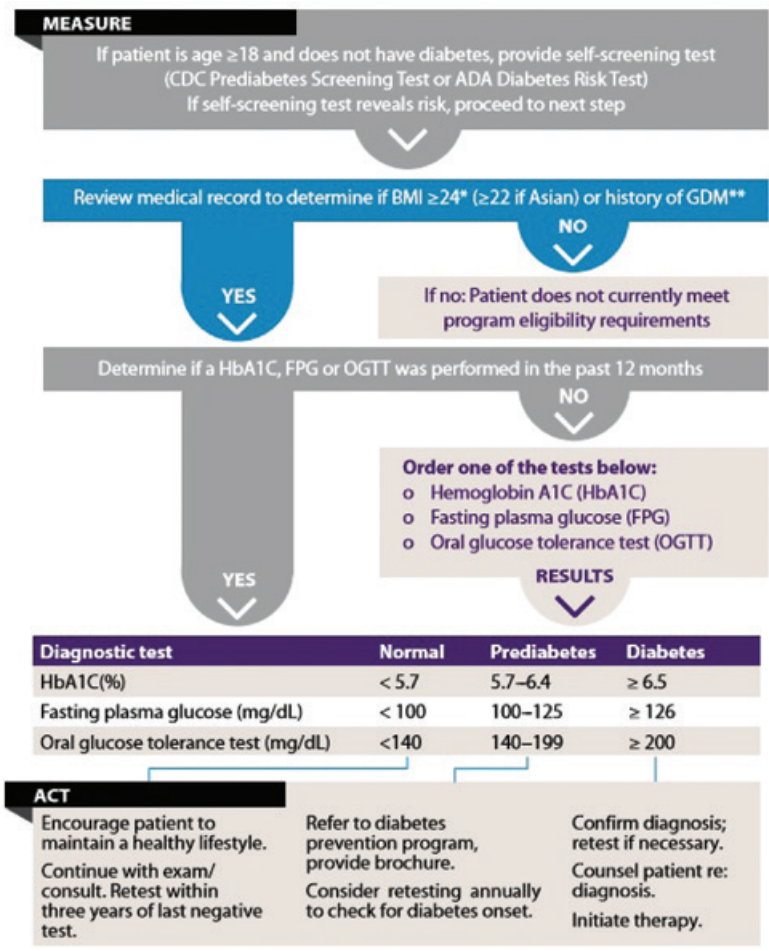 MEASURE
If patient is age ≥18 and does not have diabetes, provide self-screening test
(CDC Prediabetes Screening Test or ADA Diabetes Risk Test)
If self-screening test reveals risk, proceed to next step
Review medical record to determine if BMI ≥24* (≥22 if Asian) or history of GDM**
NO
YES
If no: Patient does not currently meet
program eligibility requirements
Determine if a HbA1C, FPG or OGTT was performed in the past 12 months
NO
Order one of the tests below:
o Hemoglobin A1C (HbA1C)
o Fasting plasma glucose (FPG)
o Oral glucose tolerance test (OGTT)
YES
RESULTS
Diagnostic test Normal Prediabetes Diabetes
HbA1C(%) < 5.7 5.7–6.4 ≥ 6.5
Fasting plasma glucose (mg/dL) < 100 100–125 ≥ 126
Oral glucose tolerance test (mg/dL) <140 140–199 ≥ 200
ACT
Encourage patient to
maintain a healthy lifestyle.
Continue with exam/
consult. Retest within
three years of last negative
test.
Refer to diabetes
prevention program,
provide brochure.
Consider retesting annually
to check for diabetes onset.
Confirm diagnosis;
retest if necessary.
Counsel patient re:
diagnosis.
Initiate therapy.